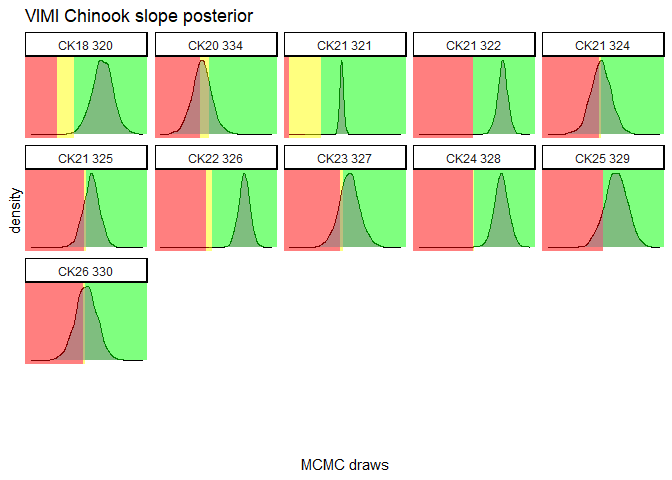 VIMI Chinook slope posterior
CK18 320
CK20 334
CK21 321
CK21 322
CK21 324
CK21 325
CK22 326
CK23 327
CK24 328
CK25 329
CK26 330
density
MCMC draws